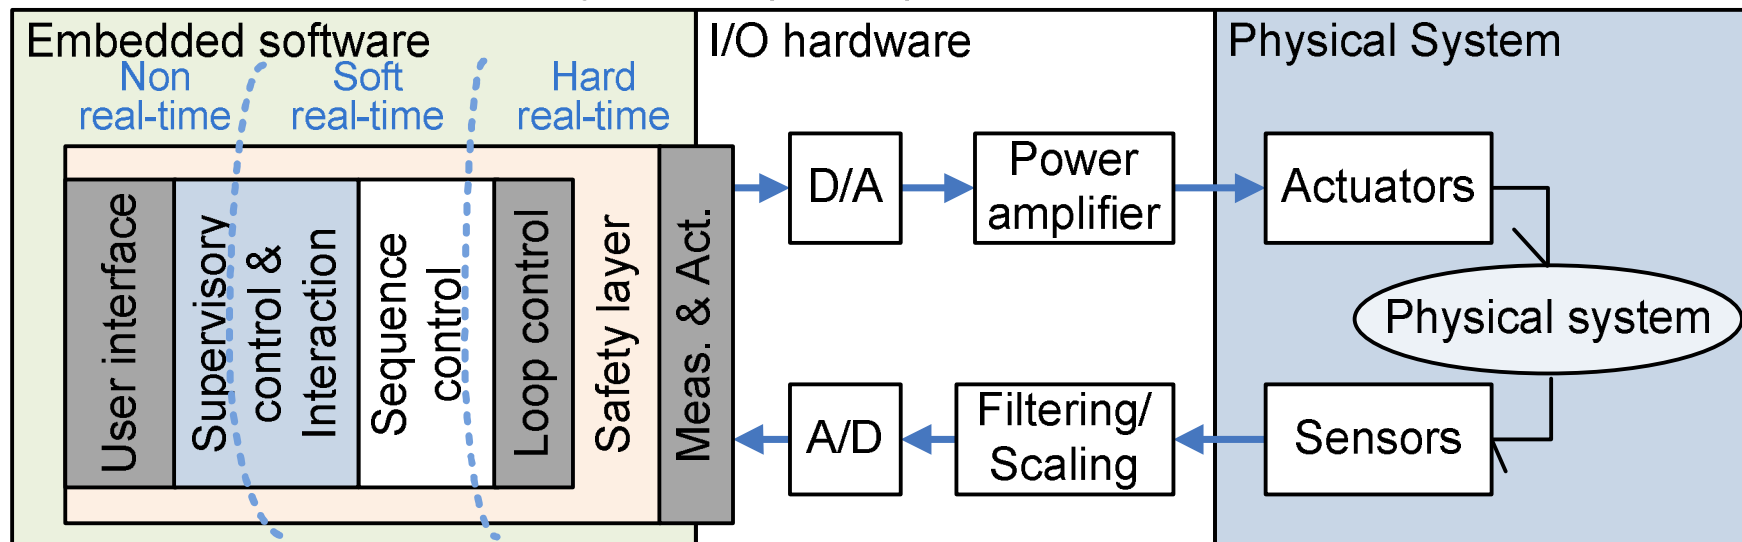 Embedded software
I/O hardware
Physical System
Non
real-time
Soft
real-time
Hard
real-time
User interface
Supervisory
control &
Interaction
Sequence
control
Loop control
Safety layer
Meas. & Act.
D/A
Power
amplifier
Actuators
Physical system
A/D
Filtering/
Scaling
Sensors